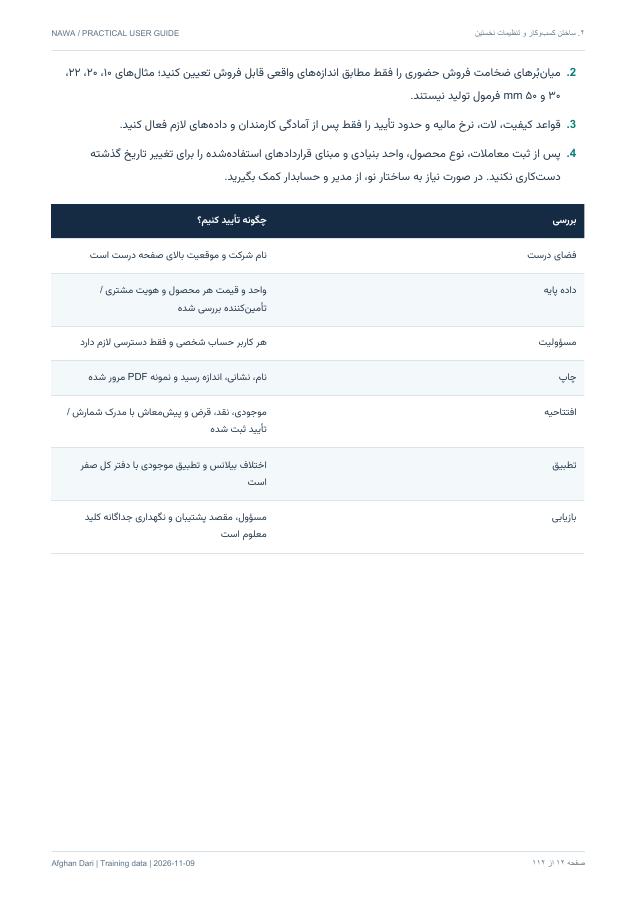 ۲. ساختن کسب‌وکار و تنظیمات نخستین
NAWA / PRACTICAL USER GUIDE
2. میان‌بُرهای ضخامت فروش حضوری را فقط مطابق اندازه‌های واقعی قابل فروش تعیین کنید؛ مثال‌های ۱۰، ۲۰، ۲۲،
۳۰ و ۵۰ mm فرمول تولید نیستند.
3. قواعد کیفیت، لات، نرخ مالیه و حدود تأیید را فقط پس از آمادگی کارمندان و داده‌های لازم فعال کنید.
4. پس از ثبت معاملات، نوع محصول، واحد بنیادی و مبنای قراردادهای استفاده‌شده را برای تغییر تاریخ گذشته
دست‌کاری نکنید. در صورت نیاز به ساختار نو، از مدیر و حسابدار کمک بگیرید.
بررسی چگونه تأیید کنیم؟
فضای درست نام شرکت و موقعیت بالای صفحه درست است
داده پایه واحد و قیمت هر محصول و هویت مشتری /
تأمین‌کننده بررسی شده
مسؤولیت هر کاربر حساب شخصی و فقط دسترسی لازم دارد
چاپ نام، نشانی، اندازه رسید و نمونه PDF مرور شده
افتتاحیه موجودی، نقد، قرض و پیش‌معاش با مدرک شمارش /
تأیید ثبت شده
تطبیق اختلاف بیلانس و تطبیق موجودی با دفتر کل صفر
است
بازیابی مسؤول، مقصد پشتیبان و نگهداری جداگانه کلید
معلوم است
صفحه ۱۲ از ۱۱۲
Afghan Dari | Training data | 2026-11-09